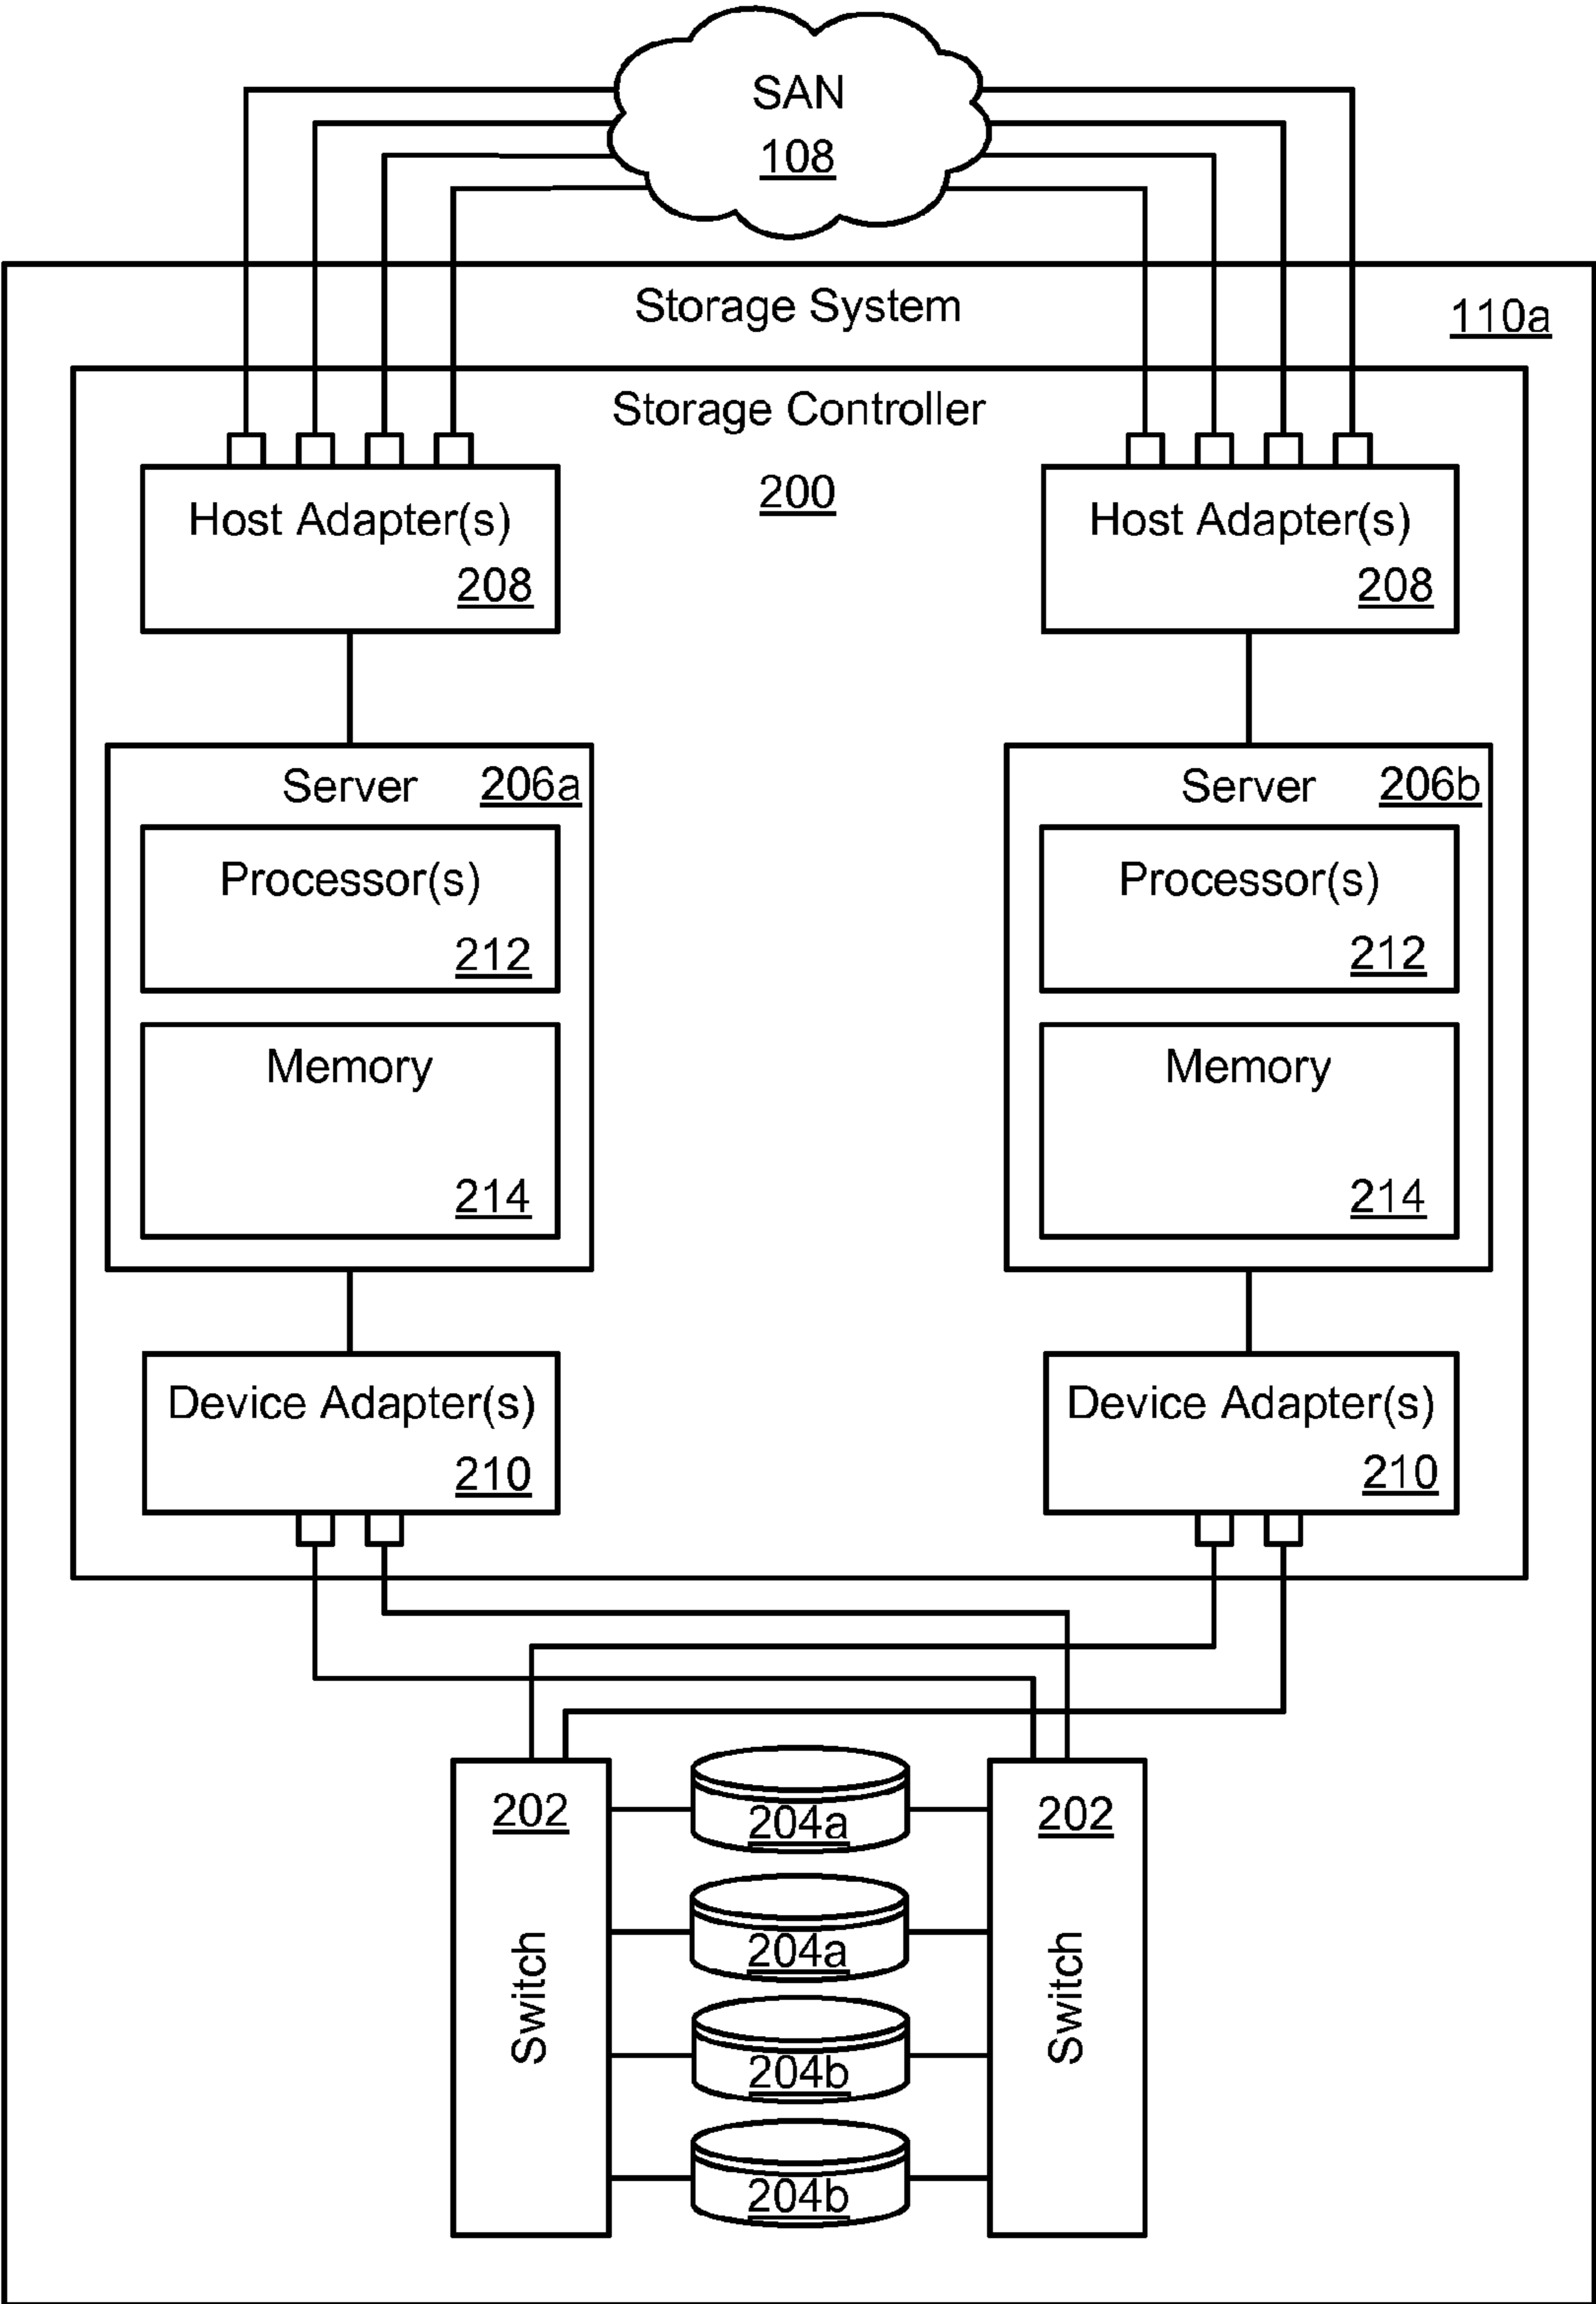 SAN
108
Storage System
110a
Storage Controller
200
Host Adapter(s)
208
Host Adapter(s)
208
Server
206a
Processor(s)
212
Memory
214
Server
206b
Processor(s)
212
Memory
214
Device Adapter(s)
210
Device Adapter(s)
210
202
Switch
204a
204a
204b
204b
202
Switch